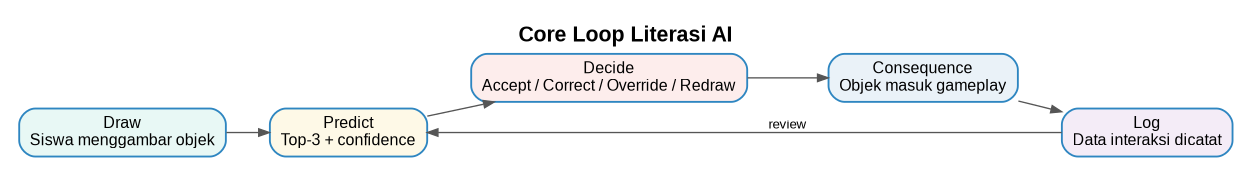 Core Loop Literasi AI
Draw
Siswa menggambar objek
Predict
Top-3 + confidence
Decide
Accept / Correct / Override / Redraw
Consequence
Objek masuk gameplay
Log
Data interaksi dicatat
review